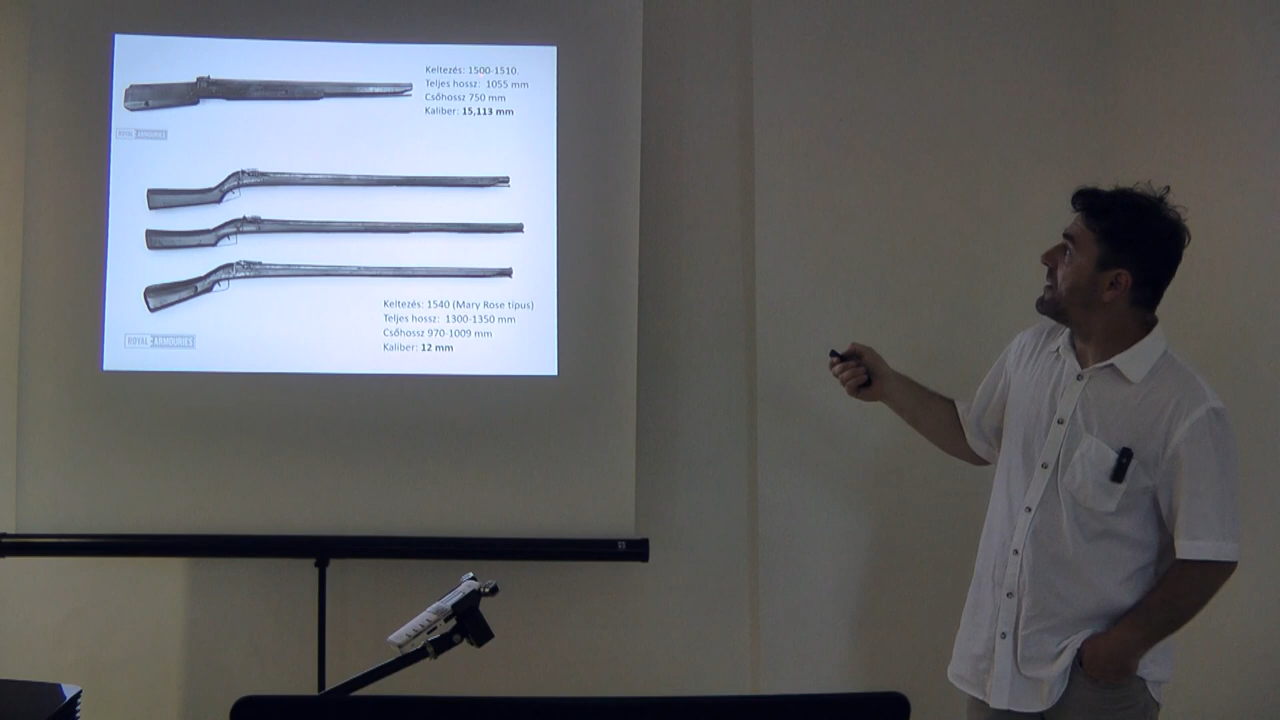 Keltezés: 1500-1510.
Teljes hossz: 1055 mm
Csőhossz 750 mm
Kaliber: 15,113 mm
ROYAL ARMOURIES
Keltezés: 1540 (Mary Rose típus)
Teljes hossz: 1300-1350 mm
Csőhossz 970-1009 mm
Kaliber: 12 mm
ROYAL ARMOURIES